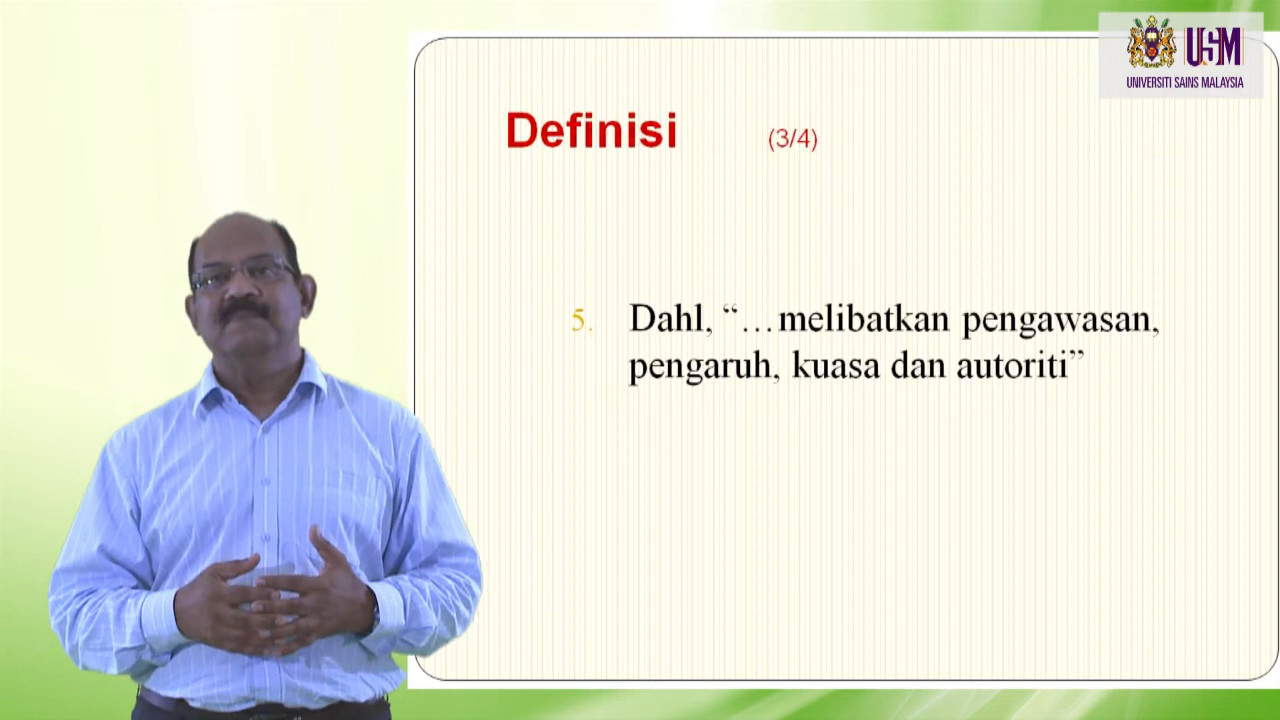 USM
UNIVERSITI SAINS MALAYSIA
Definisi (3/4)
5. Dahl, “…melibatkan pengawasan,
pengaruh, kuasa dan autoriti”